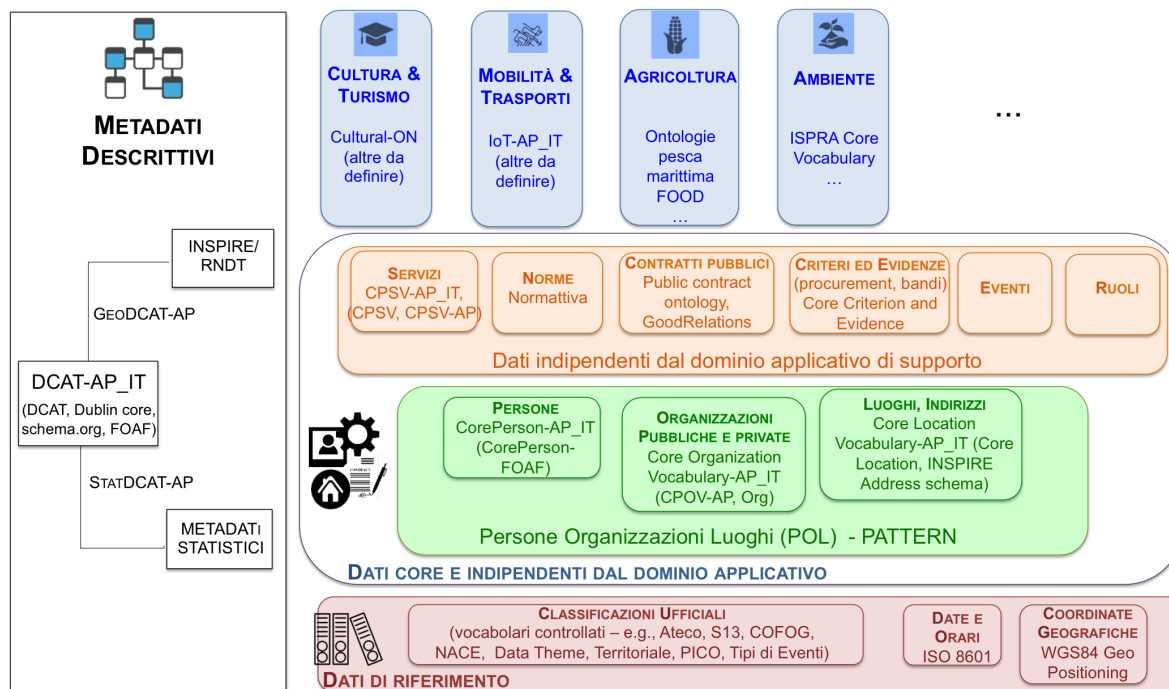 METADATI
DESCRITTIVI
INSPIRE/
RNDT
GEODCAT-AP
DCAT-AP_IT
(DCAT, Dublin core,
schema.org, FOAF)
STATDCAT-AP
METADATI
STATISTICI
CULTURA &
TURISMO
Cultural-ON
(altre da
definire)
MOBILITÀ &
TRASPORTI
IoT-AP_IT
(altre da
definire)
AGRICOLTURA
Ontologie
pesca
marittima
FOOD
...
AMBIENTE
ISPRA Core
Vocabulary
...
...
SERVIZI
CPSV-AP_IT,
(CPSV, CPSV-AP)
NORME
Normattiva
CONTRATTI PUBBLICI
Public contract
ontology,
GoodRelations
CRITERI ED EVIDENZE
(procurement, bandi)
Core Criterion and
Evidence
EVENTI
RUOLI
Dati indipendenti dal dominio applicativo di supporto
PERSONE
CorePerson-AP_IT
(CorePerson-
FOAF)
ORGANIZZAZIONI
PUBBLICHE E PRIVATE
Core Organization
Vocabulary-AP_IT
(CPOV-AP, Org)
LUOGHI, INDIRIZZI
Core Location
Vocabulary-AP_IT (Core
Location, INSPIRE
Address schema)
CONTRACT
Persone Organizzazioni Luoghi (POL) - PATTERN
DATI CORE E INDIPENDENTI DAL DOMINIO APPLICATIVO
CLASSIFICAZIONI UFFICIALI
(vocabolari controllati – e.g., Ateco, S13, COFOG,
NACE, Data Theme, Territoriale, PICO, Tipi di Eventi)
DATE E
ORARI
ISO 8601
COORDINATE
GEOGRAFICHE
WGS84 Geo
Positioning
DATI DI RIFERIMENTO